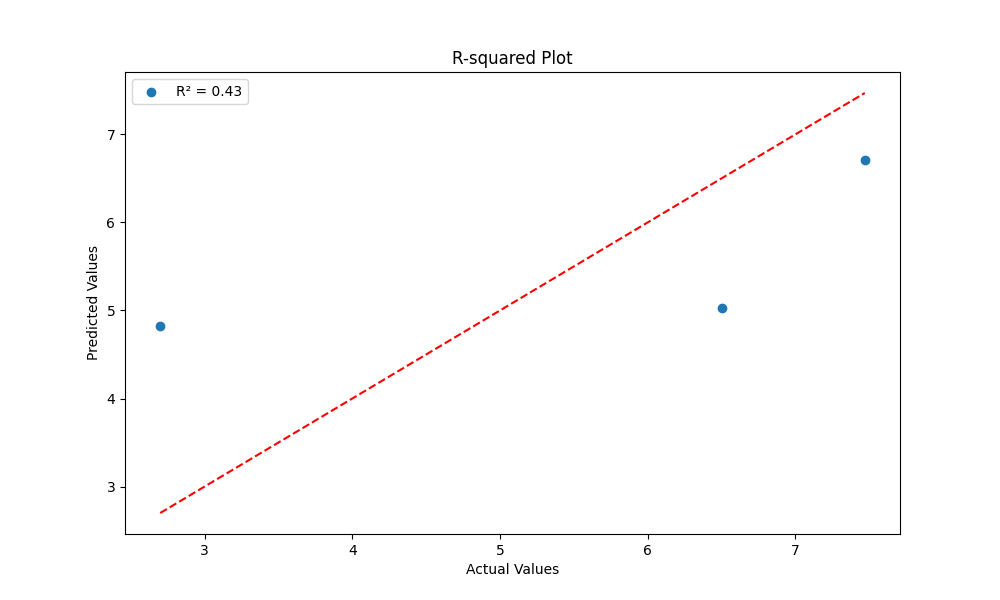 R-squared Plot
R² = 0.43
7
6
5
4
3
Predicted Values
3 4 5 6 7
Actual Values